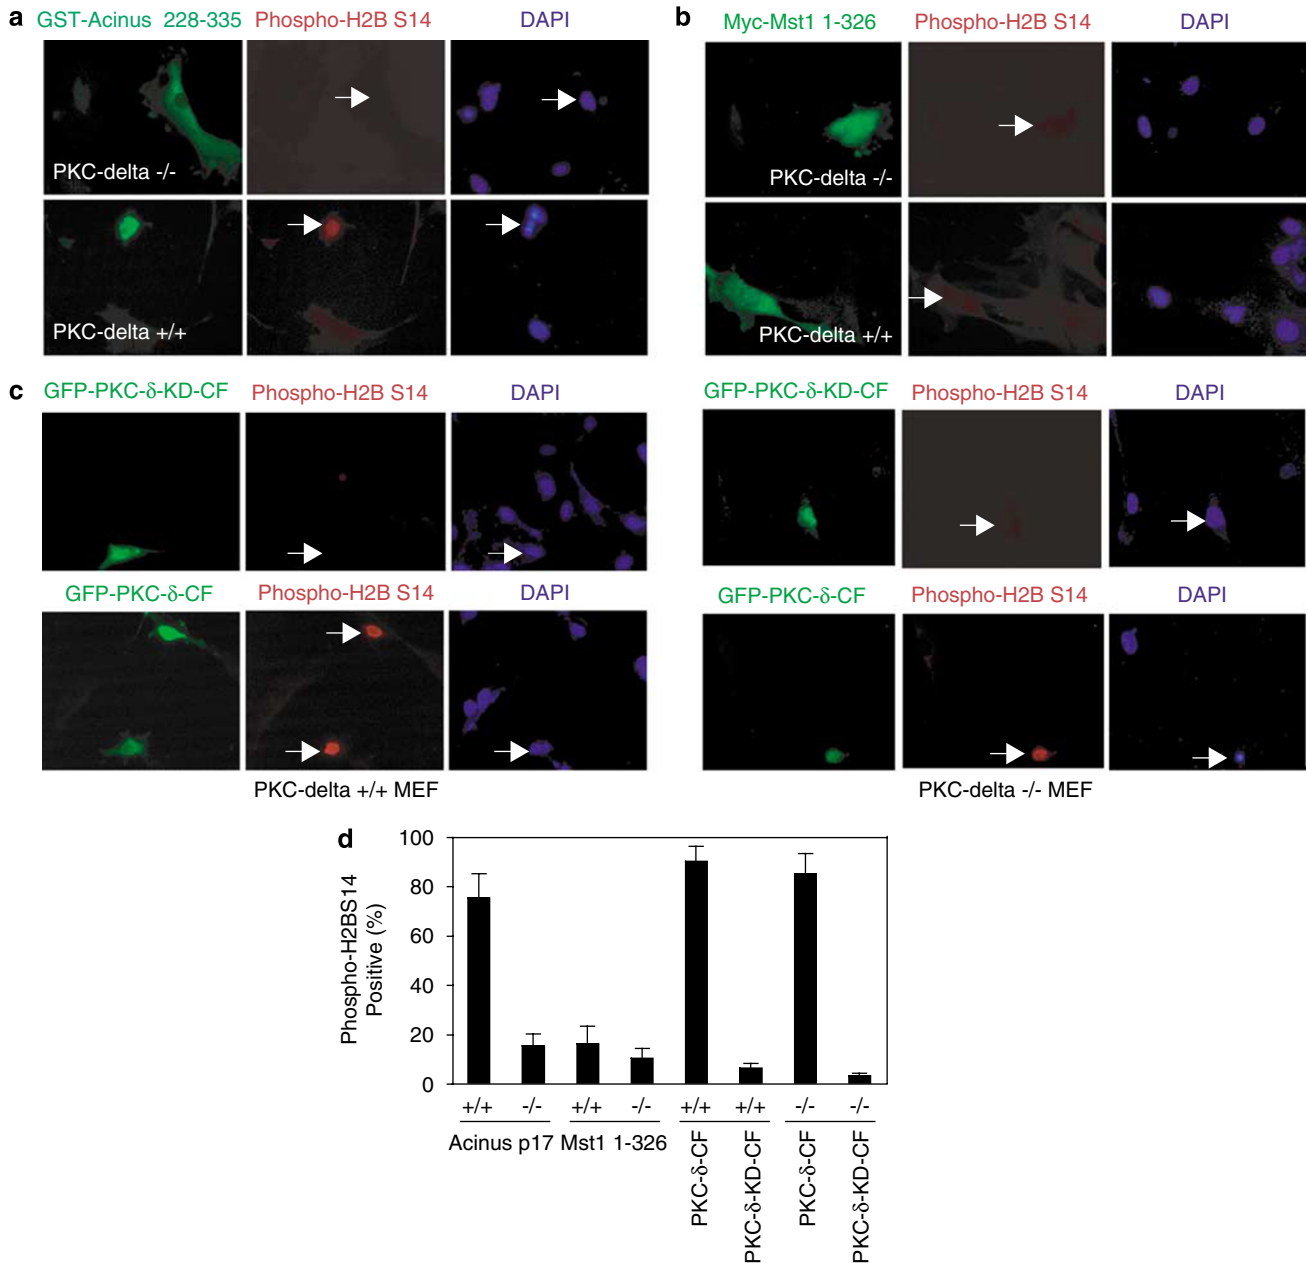 a
GST-Acinus 228-335
Phospho-H2B S14
DAPI
PKC-delta -/-
PKC-delta +/+
b
Myc-Mst1 1-326
Phospho-H2B S14
DAPI
PKC-delta -/-
PKC-delta +/+
c
GFP-PKC-δ-KD-CF
Phospho-H2B S14
DAPI
GFP-PKC-δ-CF
Phospho-H2B S14
DAPI
PKC-delta +/+ MEF
GFP-PKC-δ-KD-CF
Phospho-H2B S14
DAPI
GFP-PKC-δ-CF
Phospho-H2B S14
DAPI
PKC-delta -/- MEF
d
Phospho-H2BS14
Positive (%)
100
80
60
40
20
0
+/+ -/- +/+ -/- +/+ +/+ -/- -/-
Acinus p17 Mst1 1-326
PKC-δ-CF
PKC-δ-KD-CF
PKC-δ-CF
PKC-δ-KD-CF